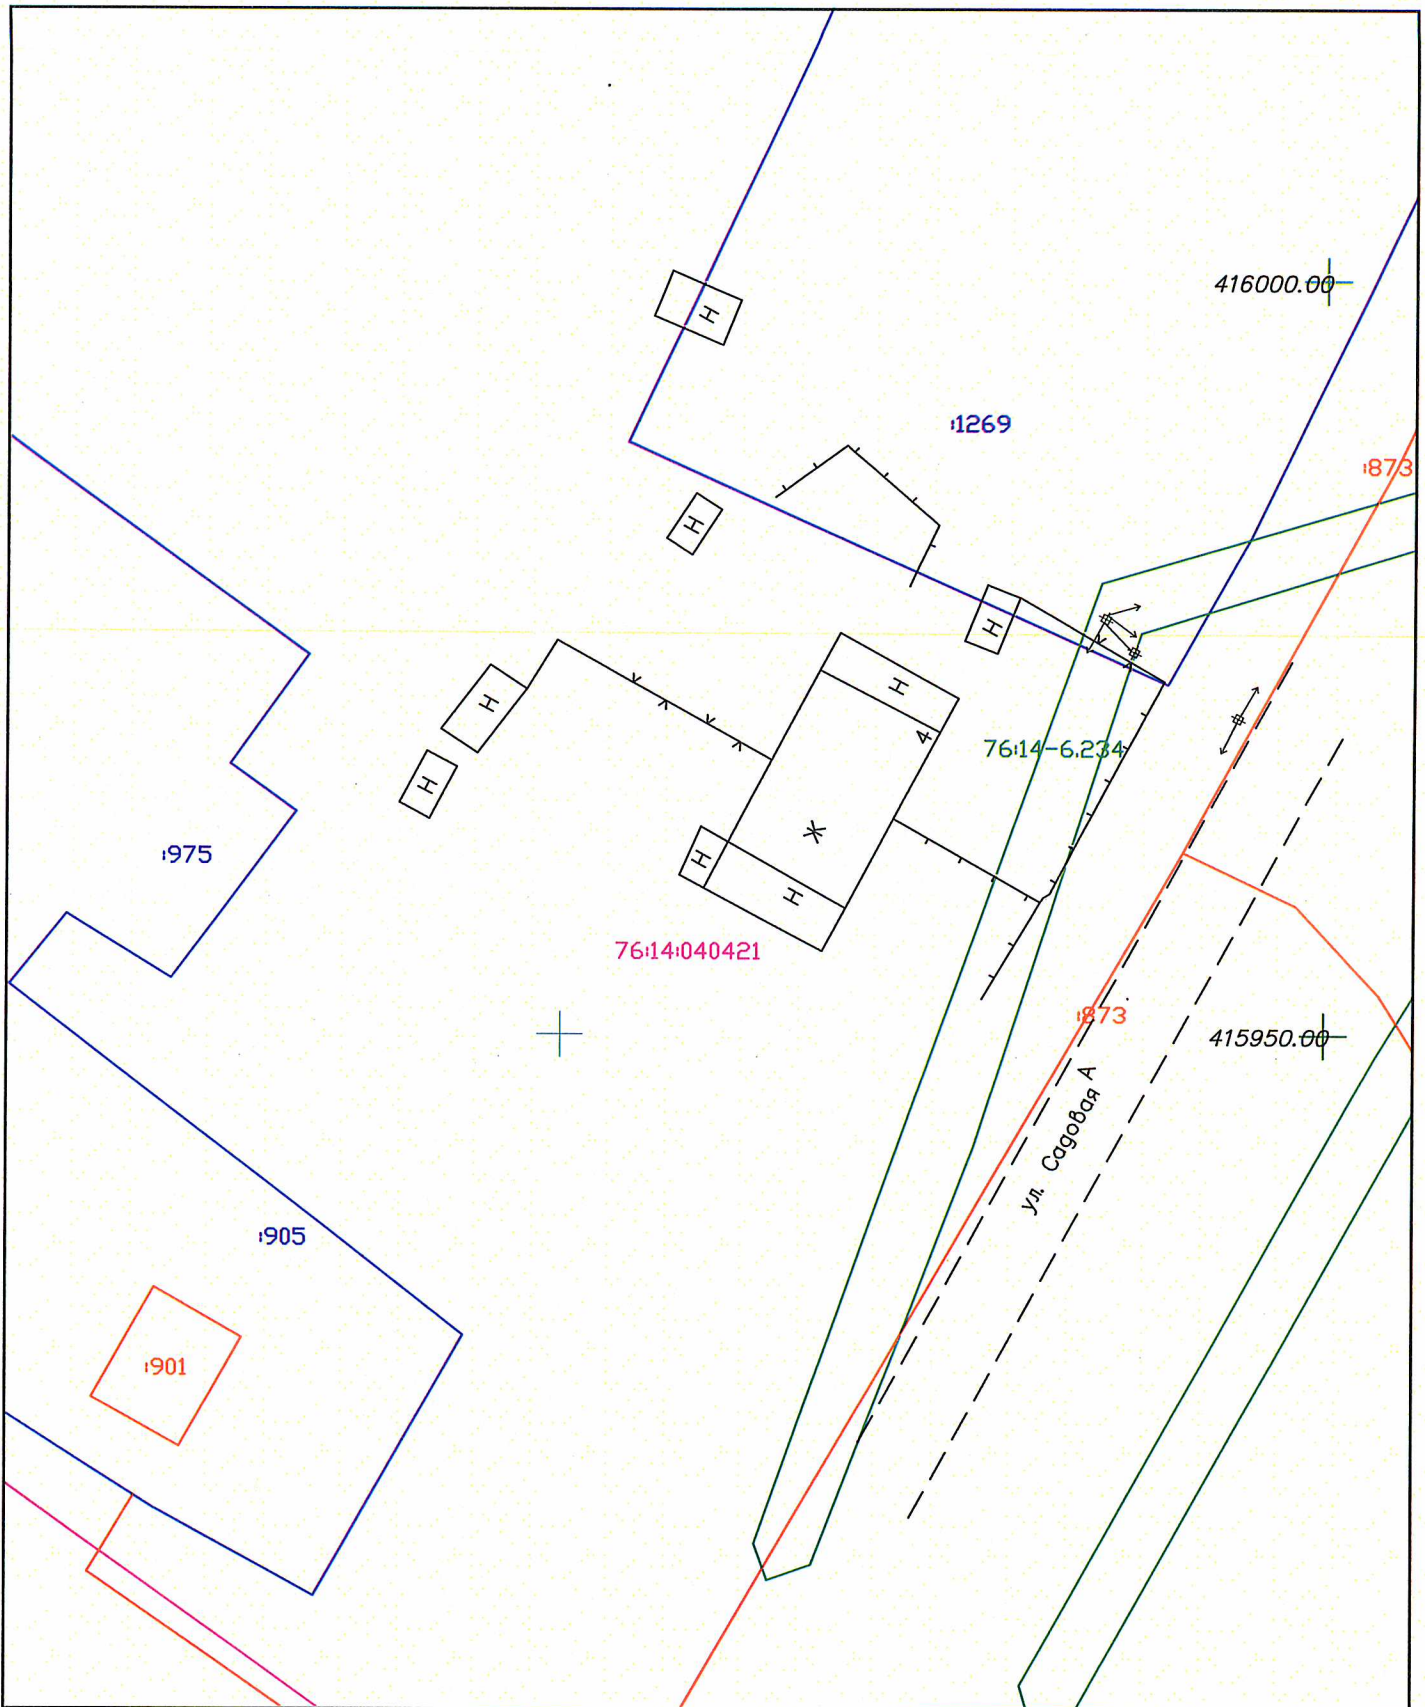 416000.00
Н
:1269
:873
Н
Н
Н
4
Н
76:14-6.234
Н
:975
Ж
Н
Н
76:14:040421
:873
415950.00
ул. Садовая А
:905
:901